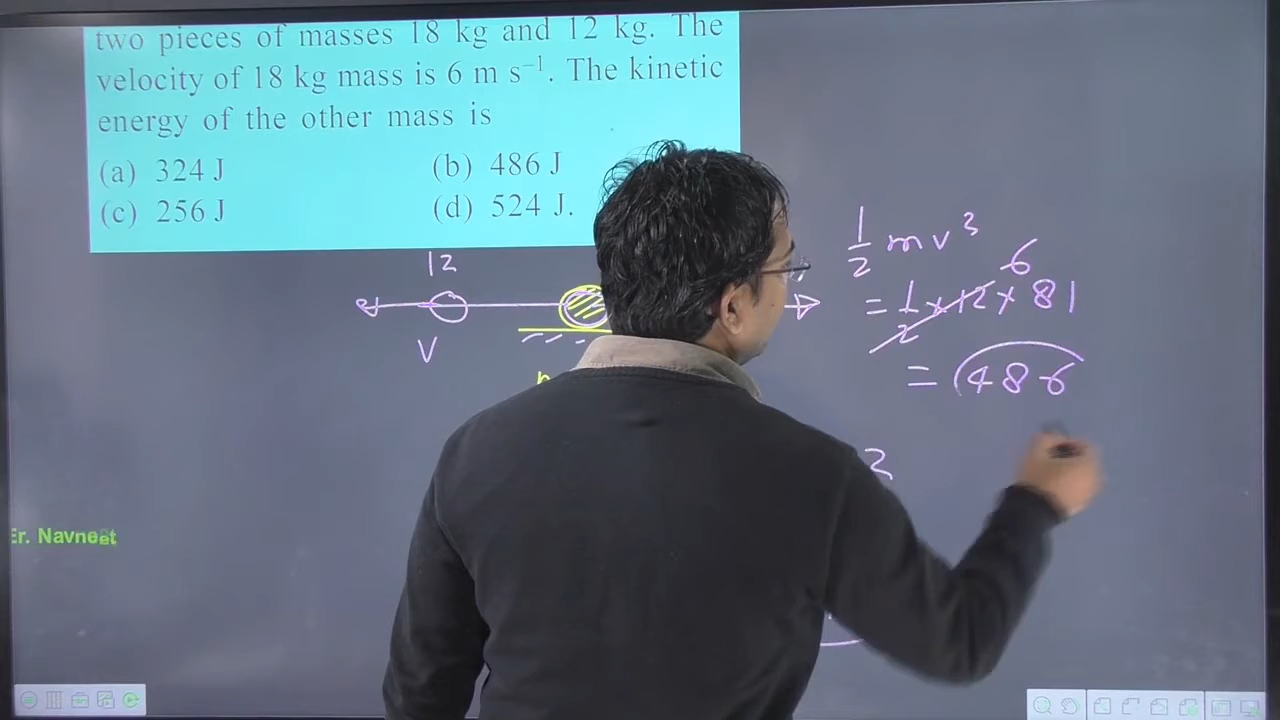 two pieces of masses 18 kg and 12 kg. The
velocity of 18 kg mass is 6 m s⁻¹. The kinetic
energy of the other mass is
(a) 324 J (b) 486 J
(c) 256 J (d) 524 J.
12
V
1/2 mv²
6
= 1/2 × 12 × 81
= (486
2
Er. Navneet